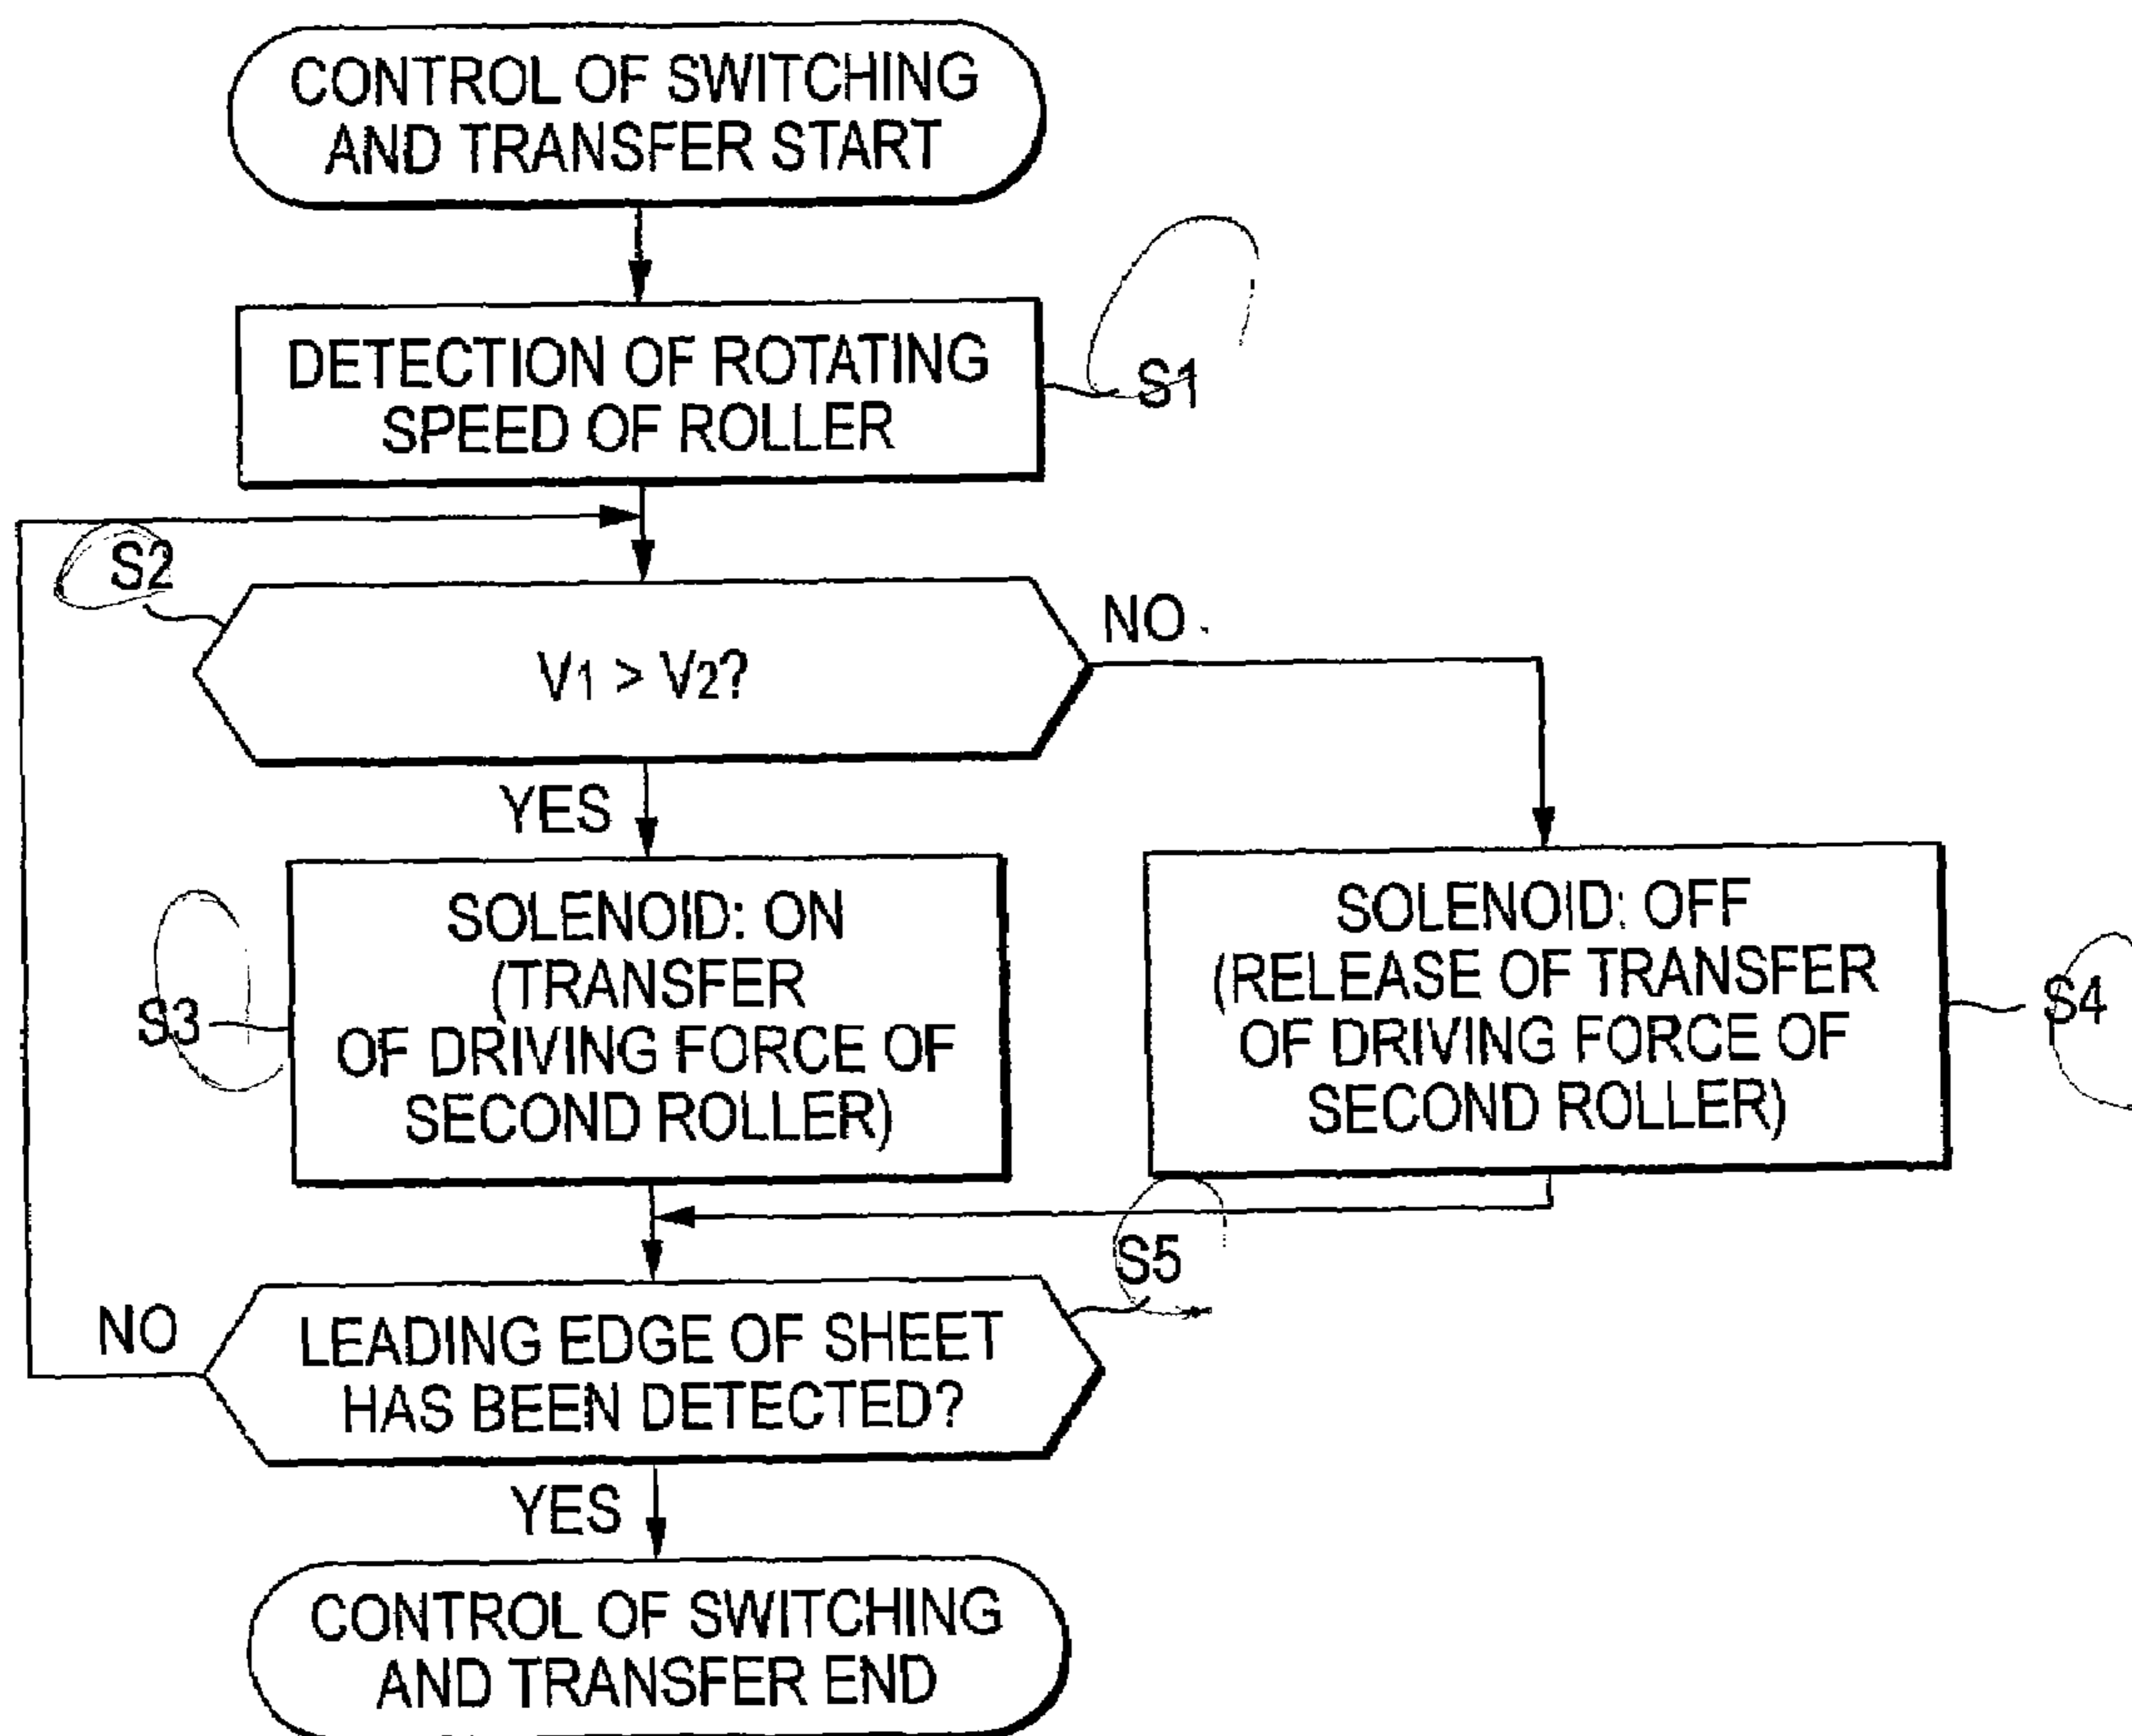 CONTROL OF SWITCHING
AND TRANSFER START
DETECTION OF ROTATING
SPEED OF ROLLER
S1
S2
V1 > V2?
NO
YES
SOLENOID: ON
(TRANSFER
OF DRIVING FORCE OF
SECOND ROLLER)
S3
SOLENOID: OFF
(RELEASE OF TRANSFER
OF DRIVING FORCE OF
SECOND ROLLER)
S4
S5
LEADING EDGE OF SHEET
HAS BEEN DETECTED?
NO
YES
CONTROL OF SWITCHING
AND TRANSFER END